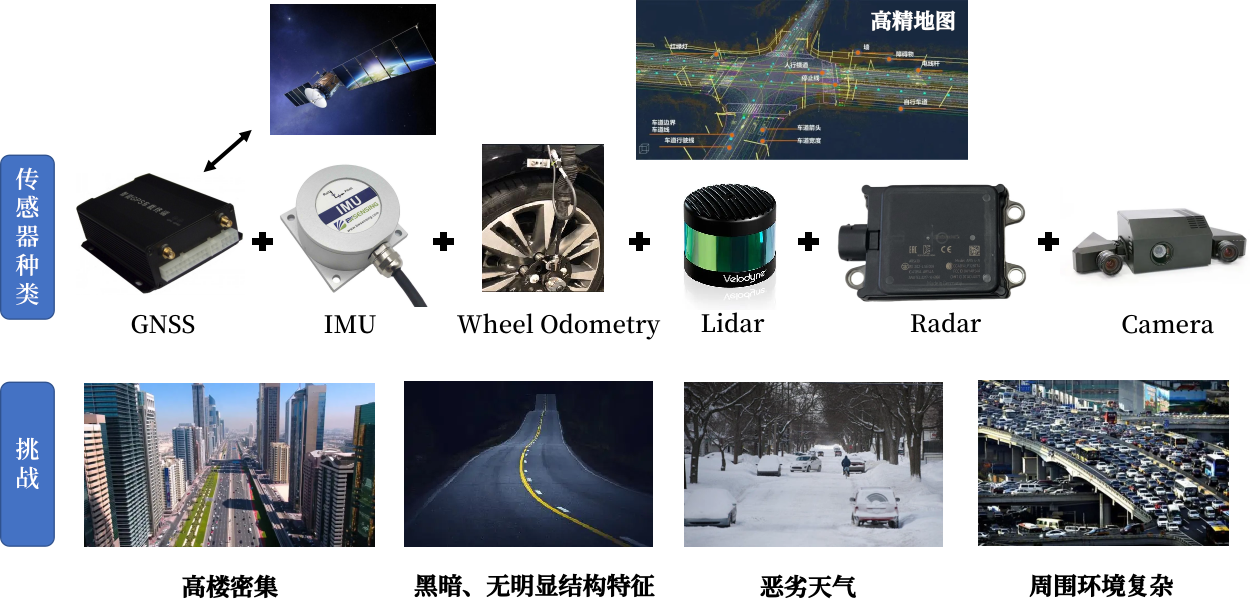 高精地图
红绿灯
墙
障碍物
电线杆
人行横道
停止线
自行车道
车道边界
车道线
车道箭头
车道行驶线
车道宽度
传感器种类
IMU
SENSING
Velodyne
GNSS
IMU
Wheel Odometry
Lidar
Radar
Camera
挑战
高楼密集
黑暗、无明显结构特征
恶劣天气
周围环境复杂